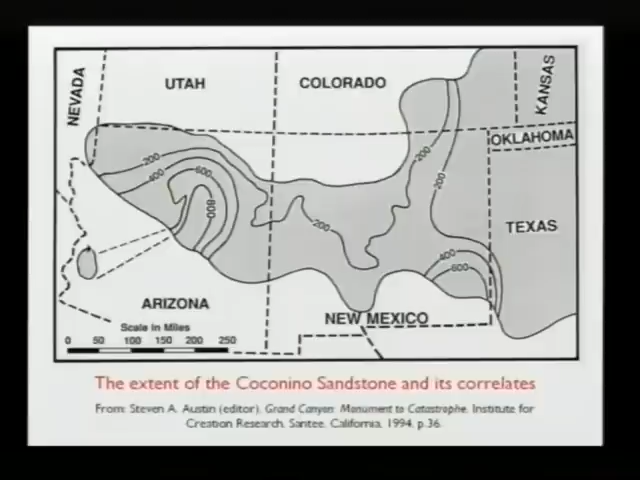 NEVADA
UTAH
COLORADO
KANSAS
OKLAHOMA
200
400
600
800
200
200
200
TEXAS
400
600
ARIZONA
NEW MEXICO
Scale in Miles
0 50 100 150 200 250
The extent of the Coconino Sandstone and its correlates
From: Steven A. Austin (editor), Grand Canyon: Monument to Catastrophe, Institute for
Creation Research, Santee, California, 1994, p.36.